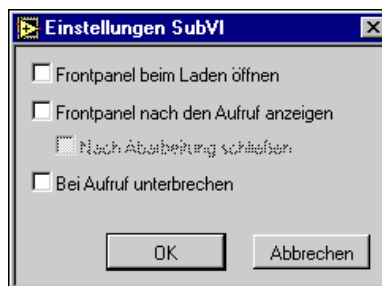 Einstellungen SubVI
Frontpanel beim Laden öffnen
Frontpanel nach den Aufruf anzeigen
Nach Abarbeitung schließen
Bei Aufruf unterbrechen
OK
Abbrechen